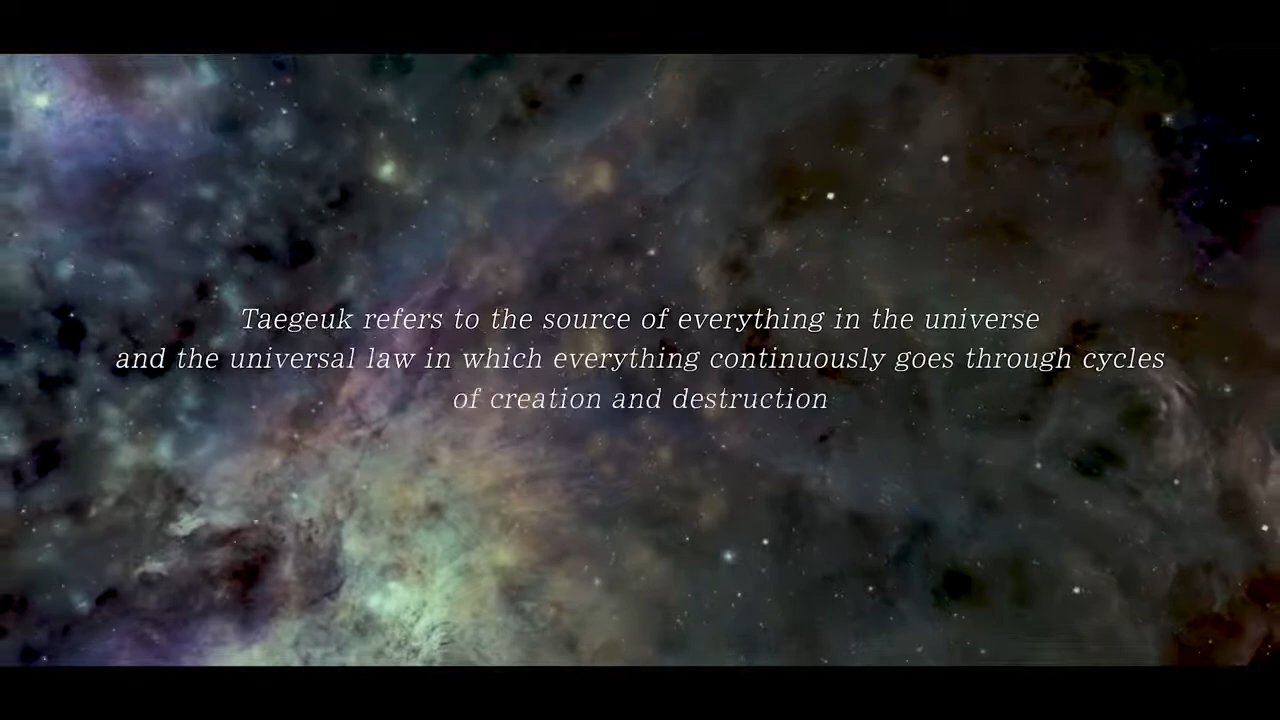 Taegeuk refers to the source of everything in the universe
and the universal law in which everything continuously goes through cycles
of creation and destruction